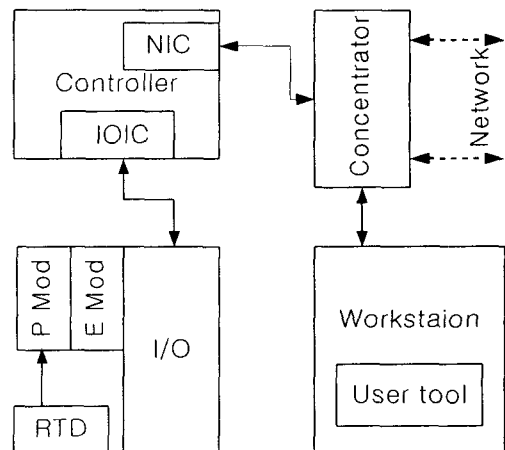 NIC
Controller
IOIC
Concentrator
Network
P Mod
E Mod
I/O
RTD
Workstaion
User tool